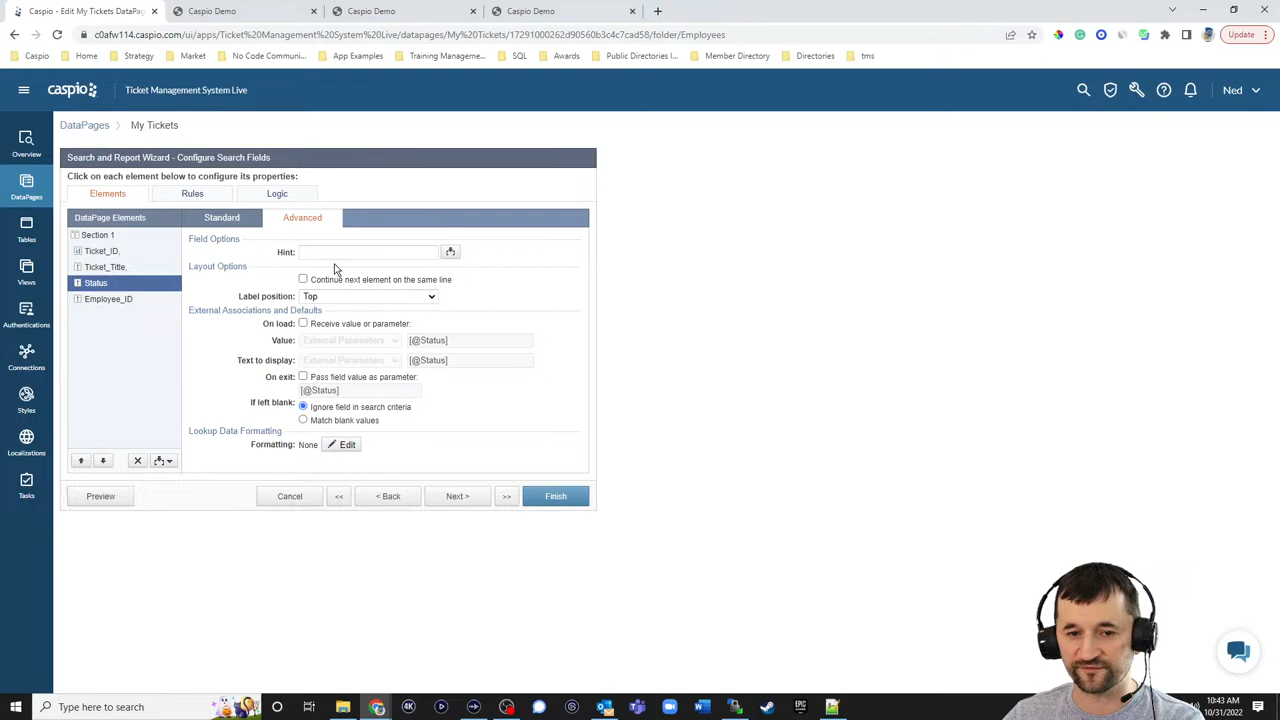 Caspio - Edit My Tickets DataPag
Caspio Demo
Caspio Demo
Caspio Demo
c0afw114.caspio.com/ui/apps/Ticket%20Management%20System%20Live/datapages/My%20Tickets/17291000262d90560b3c4c7cad58/folder/Employees
Update
Caspio
Home
Strategy
Market
No Code Communi...
App Examples
Training Manageme...
SQL
Awards
Public Directories I...
Member Directory
Directories
tms
caspio
Ticket Management System Live
Ned
DataPages
My Tickets
Overview
DataPages
Tables
Views
Authentications
Connections
Styles
Localizations
Tasks
Search and Report Wizard - Configure Search Fields
Click on each element below to configure its properties:
Elements
Rules
Logic
DataPage Elements
Standard
Advanced
Section 1
Ticket_ID,
Ticket_Title,
Status
Employee_ID
Field Options
Hint:
Layout Options
Continue next element on the same line
Label position:
Top
External Associations and Defaults
On load:
Receive value or parameter:
Value:
External Parameters
[@Status]
Text to display:
External Parameters
[@Status]
On exit:
Pass field value as parameter:
[@Status]
If left blank:
Ignore field in search criteria
Match blank values
Lookup Data Formatting
Formatting:
None
Edit
Preview
Cancel
<<
< Back
Next >
>>
Finish
Type here to search
4K
EPIC
10:43 AM
10/31/2022